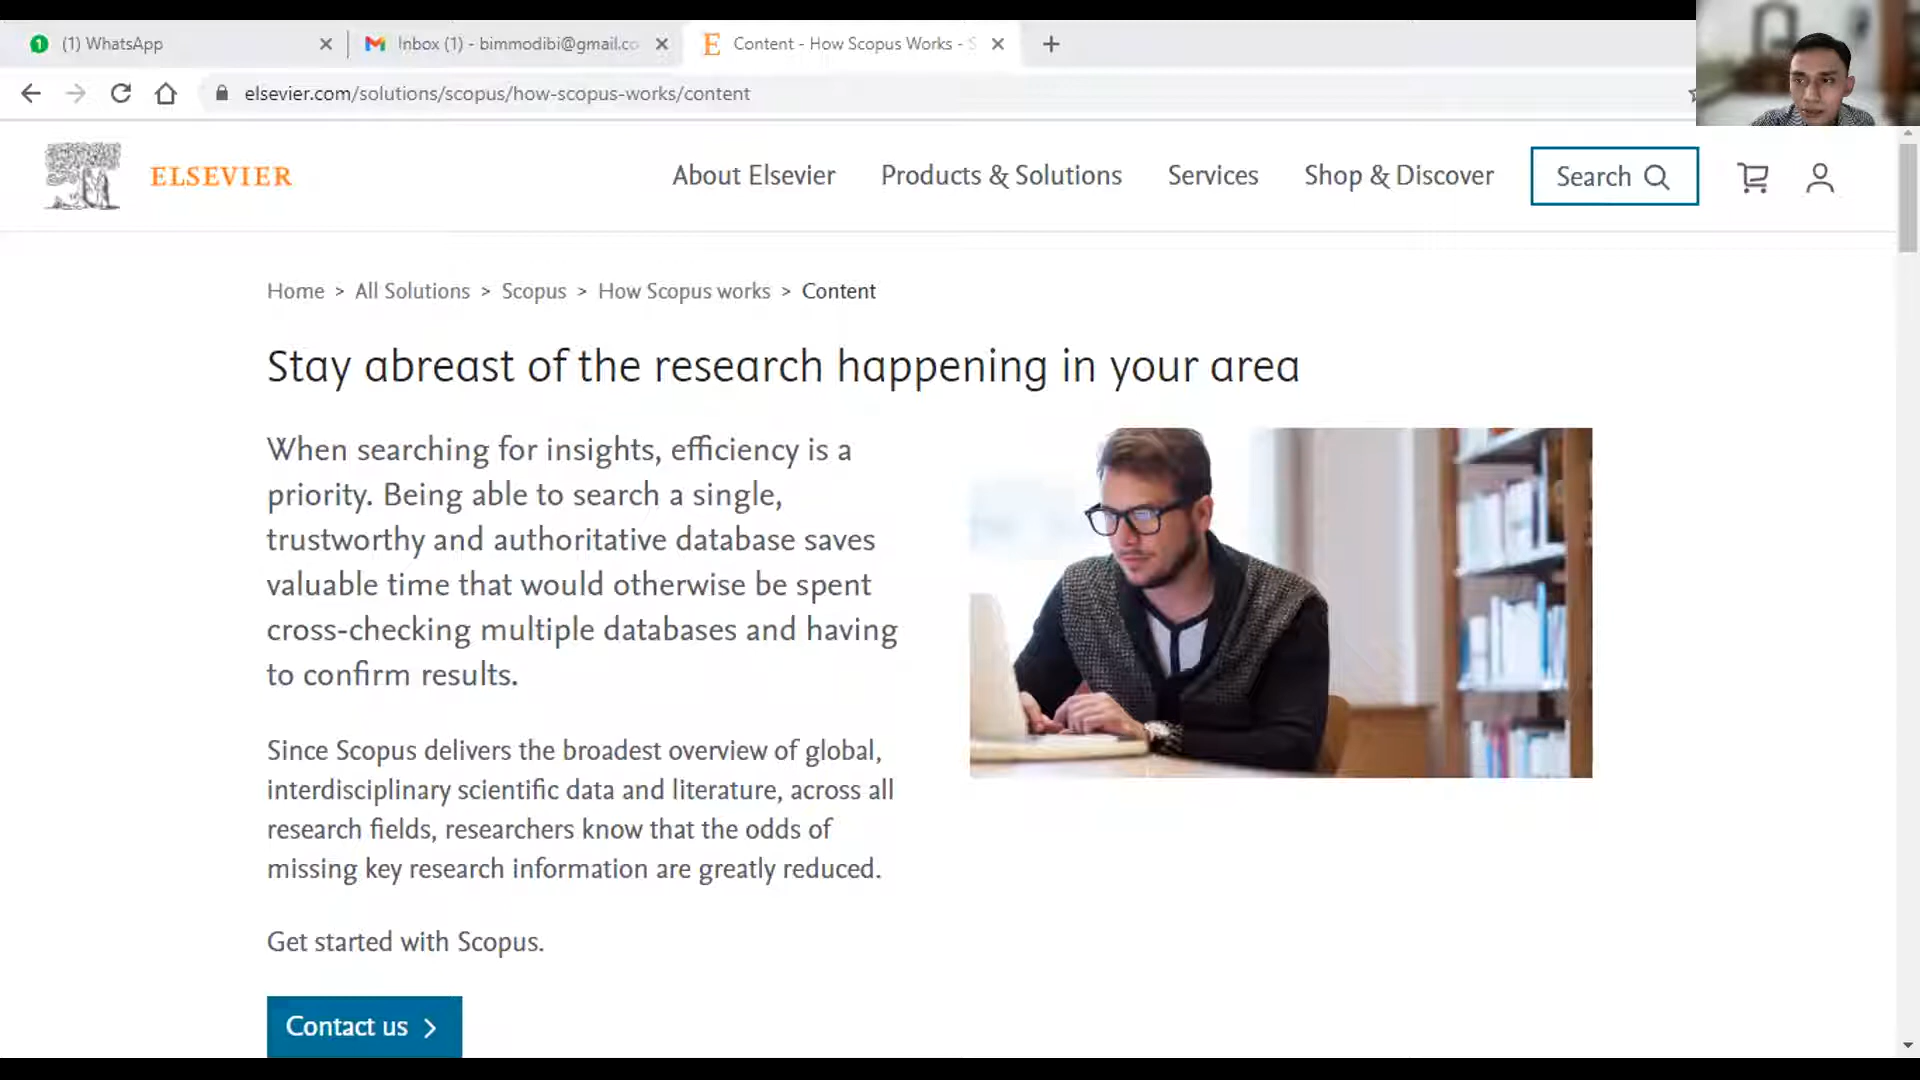 1 (1) WhatsApp
Inbox (1) - bimmodibi@gmail.co
E Content - How Scopus Works - S
elsevier.com/solutions/scopus/how-scopus-works/content
ELSEVIER
About Elsevier Products & Solutions Services Shop & Discover Search
Home > All Solutions > Scopus > How Scopus works > Content
Stay abreast of the research happening in your area
When searching for insights, efficiency is a
priority. Being able to search a single,
trustworthy and authoritative database saves
valuable time that would otherwise be spent
cross-checking multiple databases and having
to confirm results.
Since Scopus delivers the broadest overview of global,
interdisciplinary scientific data and literature, across all
research fields, researchers know that the odds of
missing key research information are greatly reduced.
Get started with Scopus.
Contact us